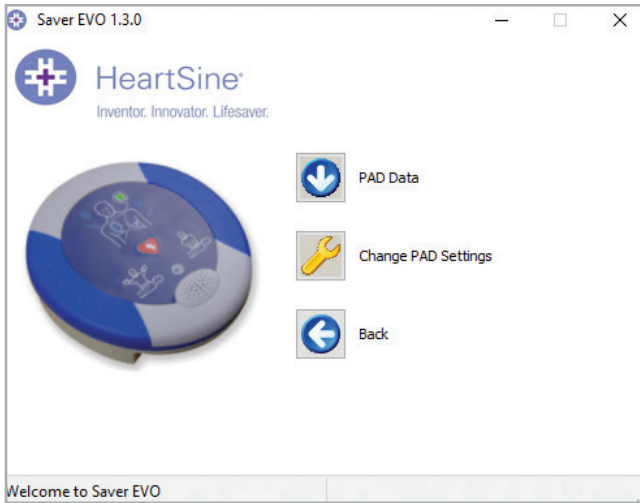 Saver EVO 1.3.0
HeartSine®
Inventor. Innovator. Lifesaver.
PAD Data
Change PAD Settings
Back
Welcome to Saver EVO